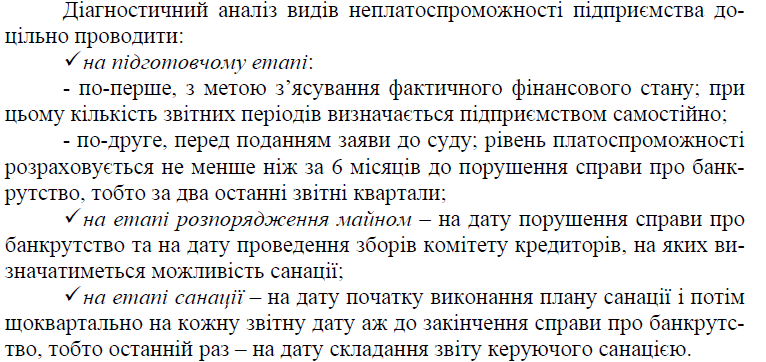 Діагностичний аналіз видів неплатоспроможності підприємства до-
цільно проводити:
✓на підготовчому етапі:
- по-перше, з метою з’ясування фактичного фінансового стану; при
цьому кількість звітних періодів визначається підприємством самостійно;
- по-друге, перед поданням заяви до суду; рівень платоспроможності
розраховується не менше ніж за 6 місяців до порушення справи про банк-
рутство, тобто за два останні звітні квартали;
✓на етапі розпорядження майном – на дату порушення справи про
банкрутство та на дату проведення зборів комітету кредиторів, на яких ви-
значатиметься можливість санації;
✓на етапі санації – на дату початку виконання плану санації і потім
щоквартально на кожну звітну дату аж до закінчення справи про банкрутс-
тво, тобто останній раз – на дату складання звіту керуючого санацією.